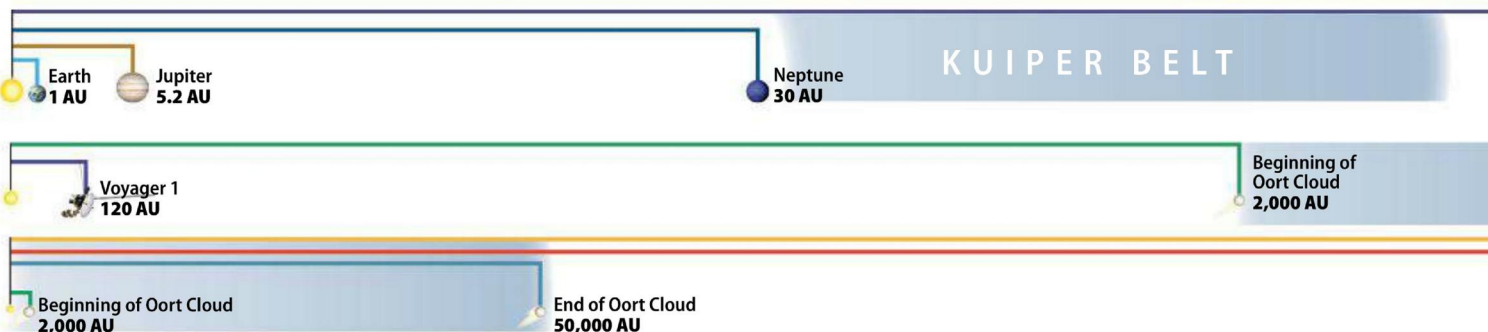 Earth
1 AU
Jupiter
5.2 AU
Neptune
30 AU
KUIPER BELT
Voyager 1
120 AU
Beginning of
Oort Cloud
2,000 AU
Beginning of Oort Cloud
2,000 AU
End of Oort Cloud
50,000 AU